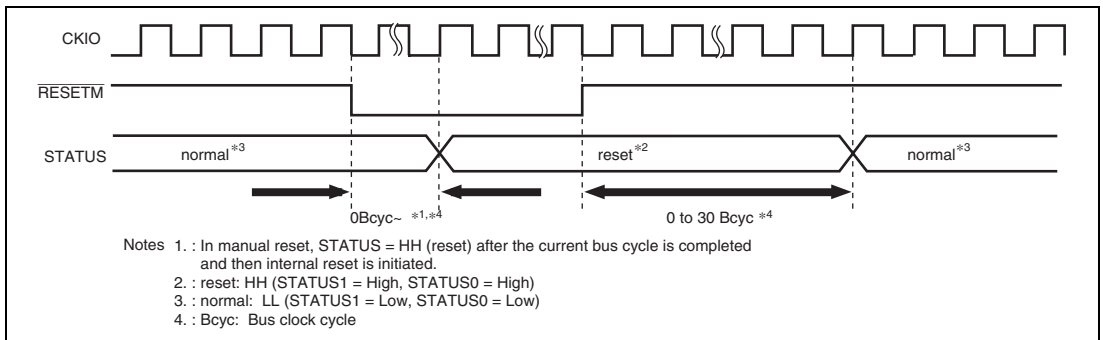 CKIO
RESETM
STATUS
normal*3
reset*2
normal*3
0Bcyc~ *1,*4
0 to 30 Bcyc *4
Notes 1. : In manual reset, STATUS = HH (reset) after the current bus cycle is completed
and then internal reset is initiated.
2. : reset: HH (STATUS1 = High, STATUS0 = High)
3. : normal: LL (STATUS1 = Low, STATUS0 = Low)
4. : Bcyc: Bus clock cycle